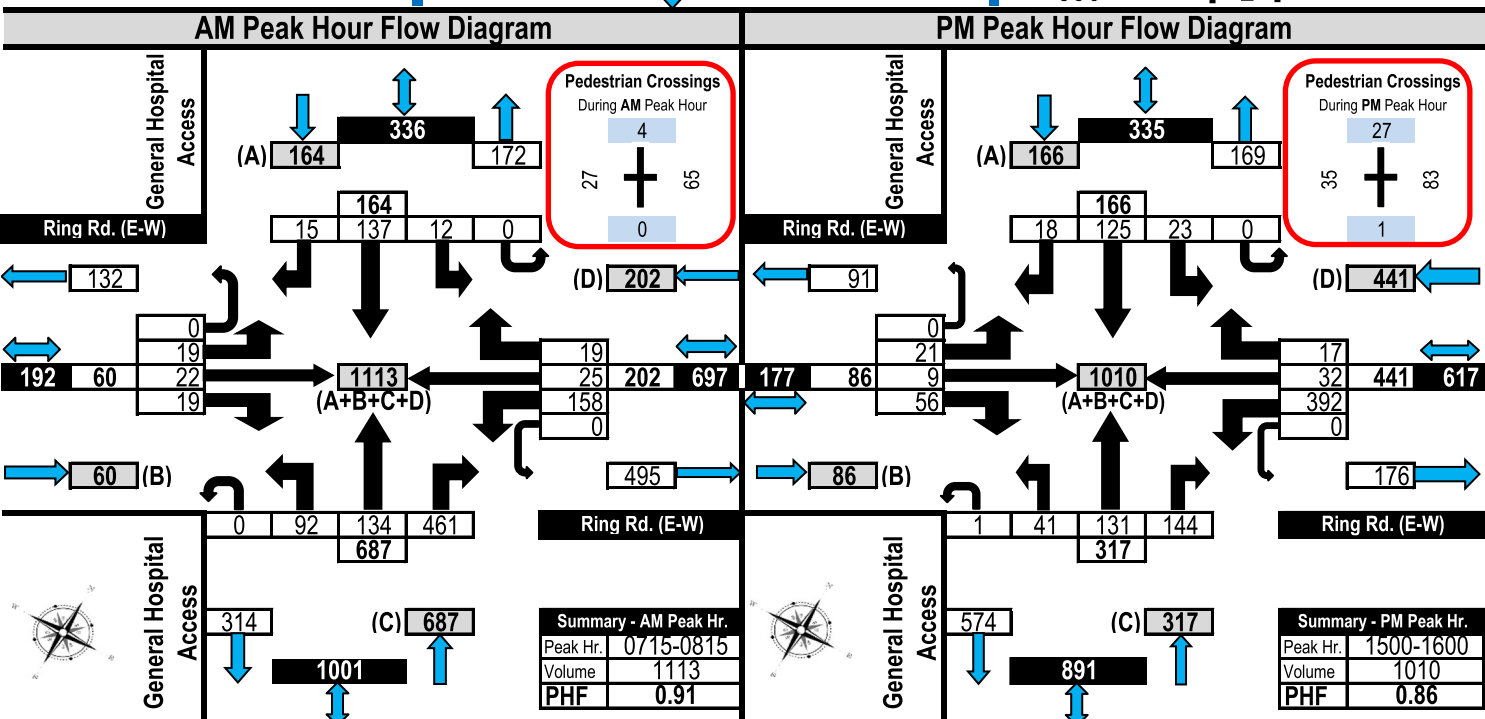 AM Peak Hour Flow Diagram
General Hospital
Access
Pedestrian Crossings
During AM Peak Hour
4
27
65
0
336
(A) 164
172
164
15 137 12 0
Ring Rd. (E-W)
132
(D) 202
0
19
22
19
192 60
1113
(A+B+C+D)
19
25
158
0
202 697
60 (B)
495
0 92 134 461
687
Ring Rd. (E-W)
General Hospital
Access
314
(C) 687
1001
Summary - AM Peak Hr.
Peak Hr. 0715-0815
Volume 1113
PHF 0.91
PM Peak Hour Flow Diagram
General Hospital
Access
Pedestrian Crossings
During PM Peak Hour
27
35
83
1
335
(A) 166
169
166
18 125 23 0
Ring Rd. (E-W)
91
(D) 441
0
21
9
56
177 86
1010
(A+B+C+D)
17
32
392
0
441 617
86 (B)
176
1 41 131 144
317
Ring Rd. (E-W)
General Hospital
Access
574
(C) 317
891
Summary - PM Peak Hr.
Peak Hr. 1500-1600
Volume 1010
PHF 0.86